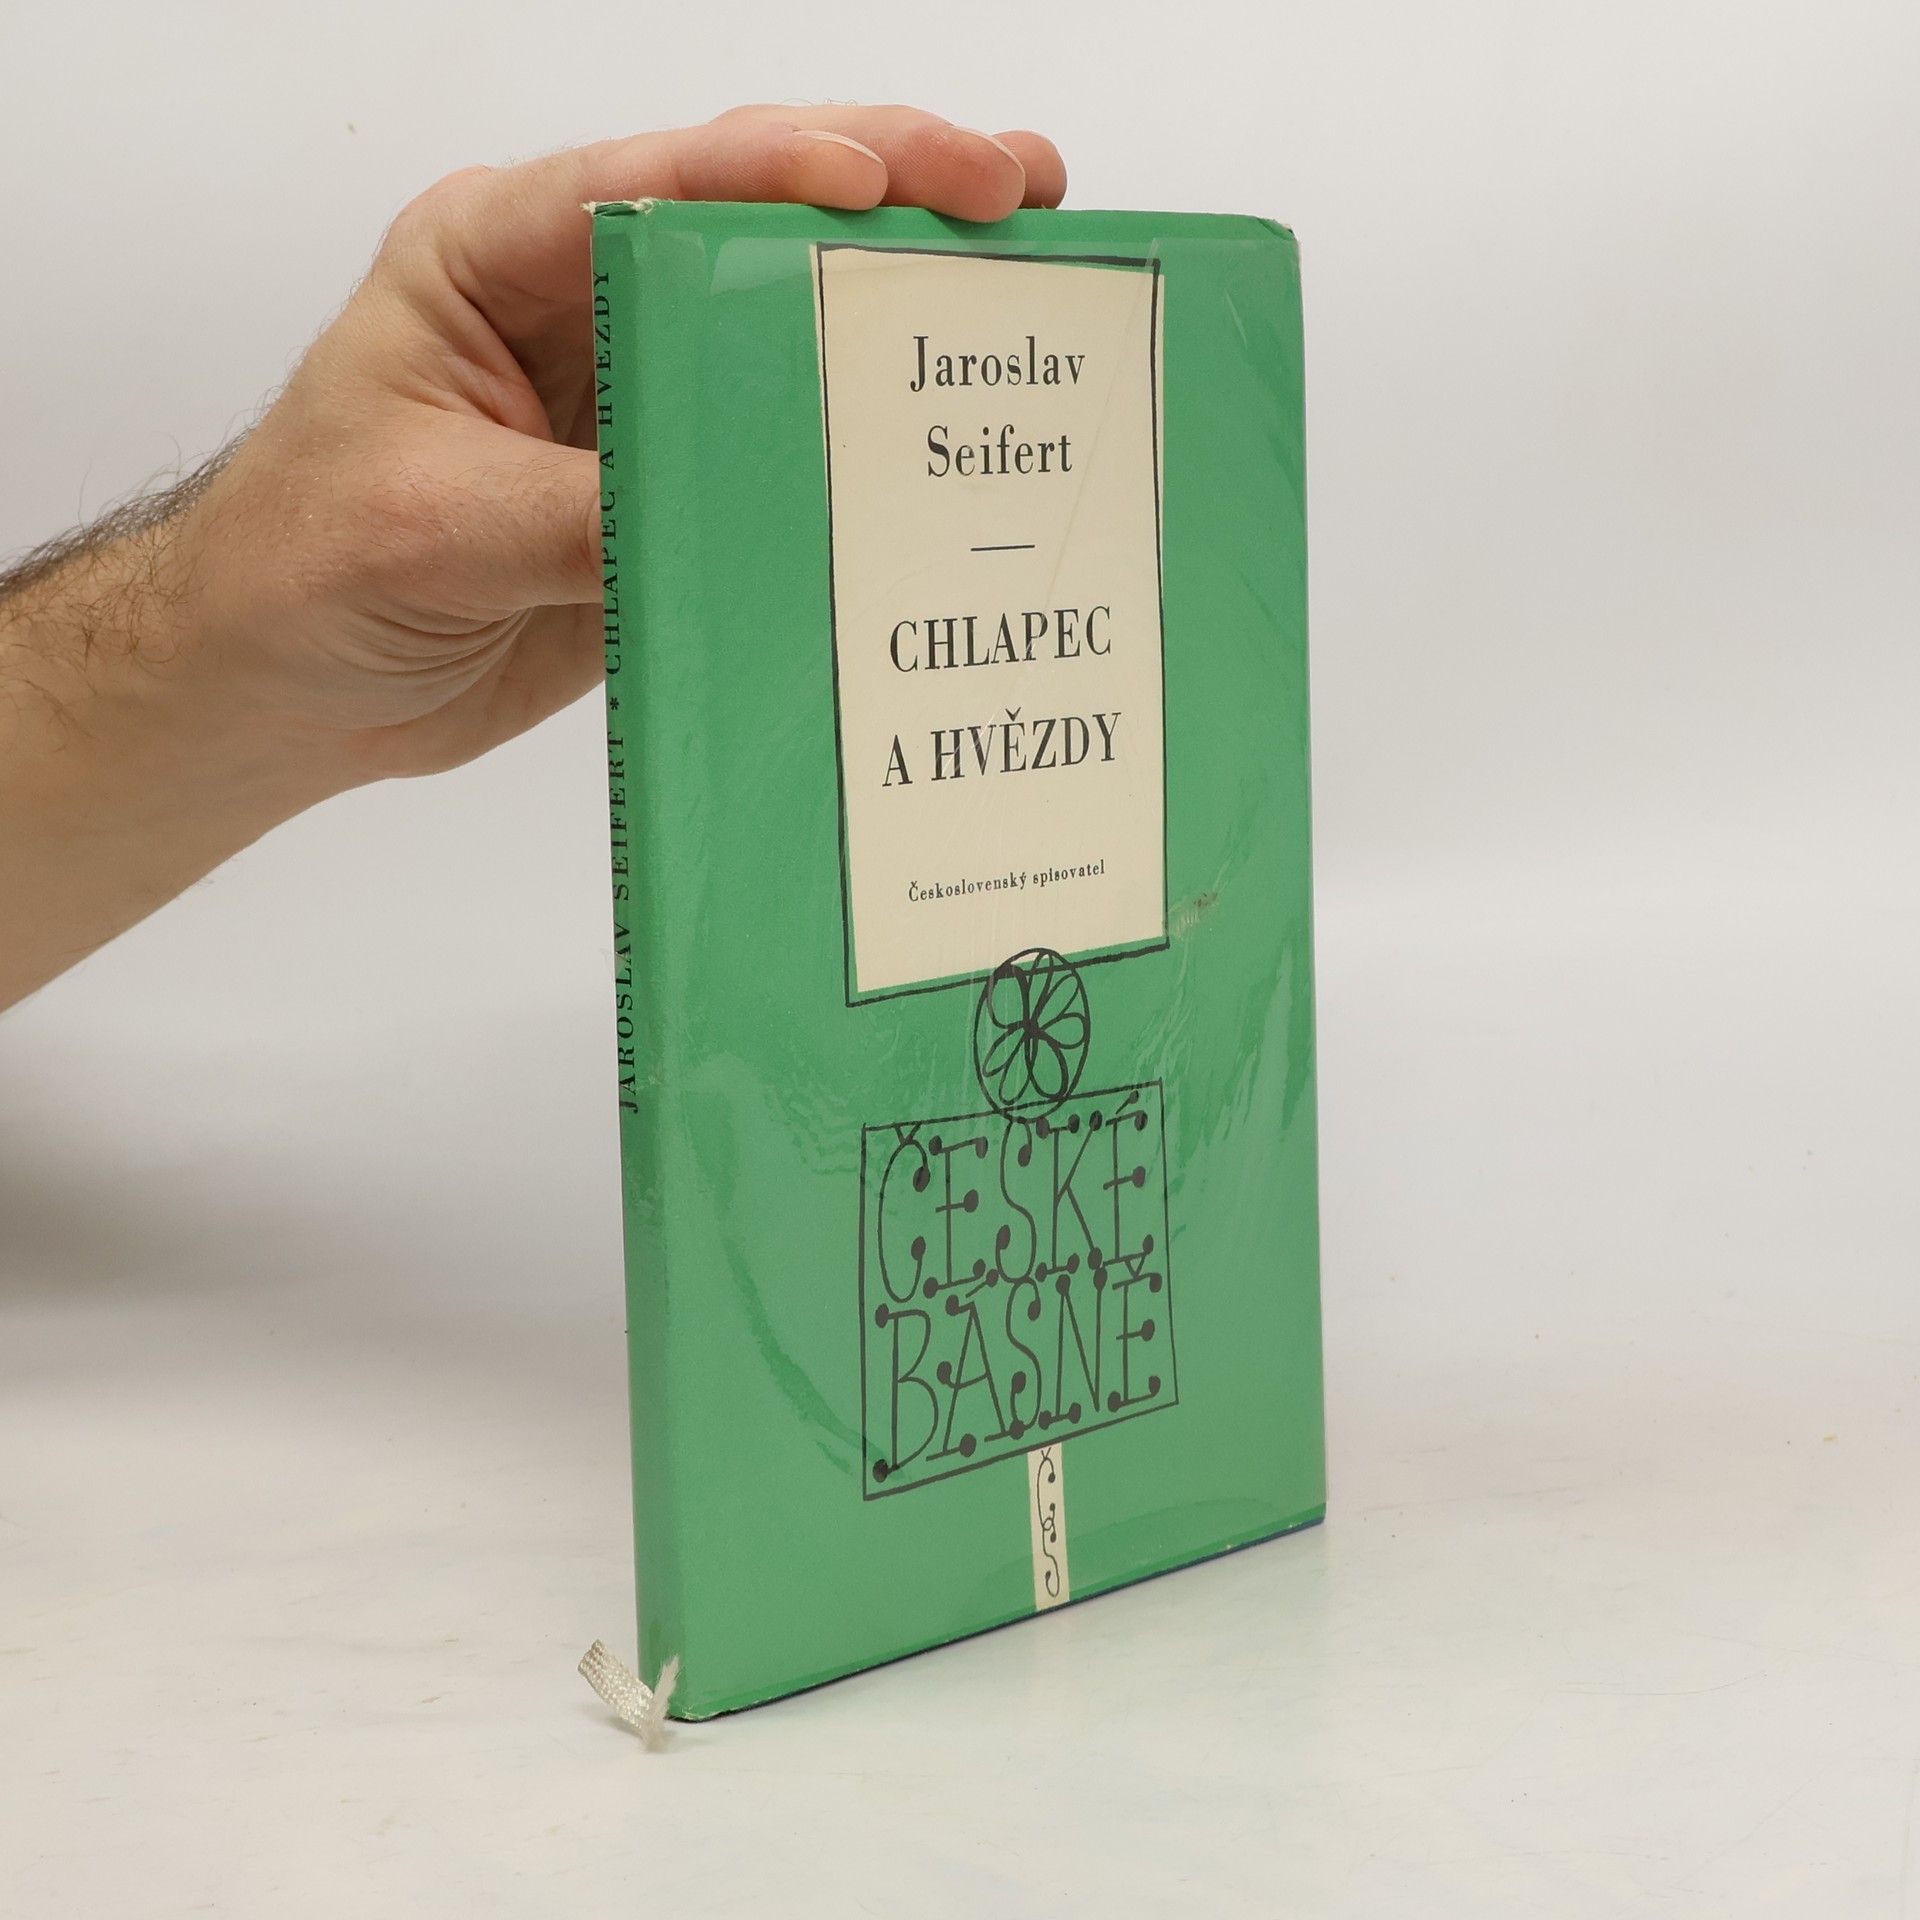 JAROSLAV SEIFERT * CHLAPEC A HVĚZDY
Jaroslav
Seifert
CHLAPEC
A HVĚZDY
Československý spisovatel
ČESKÉ
BÁSNĚ